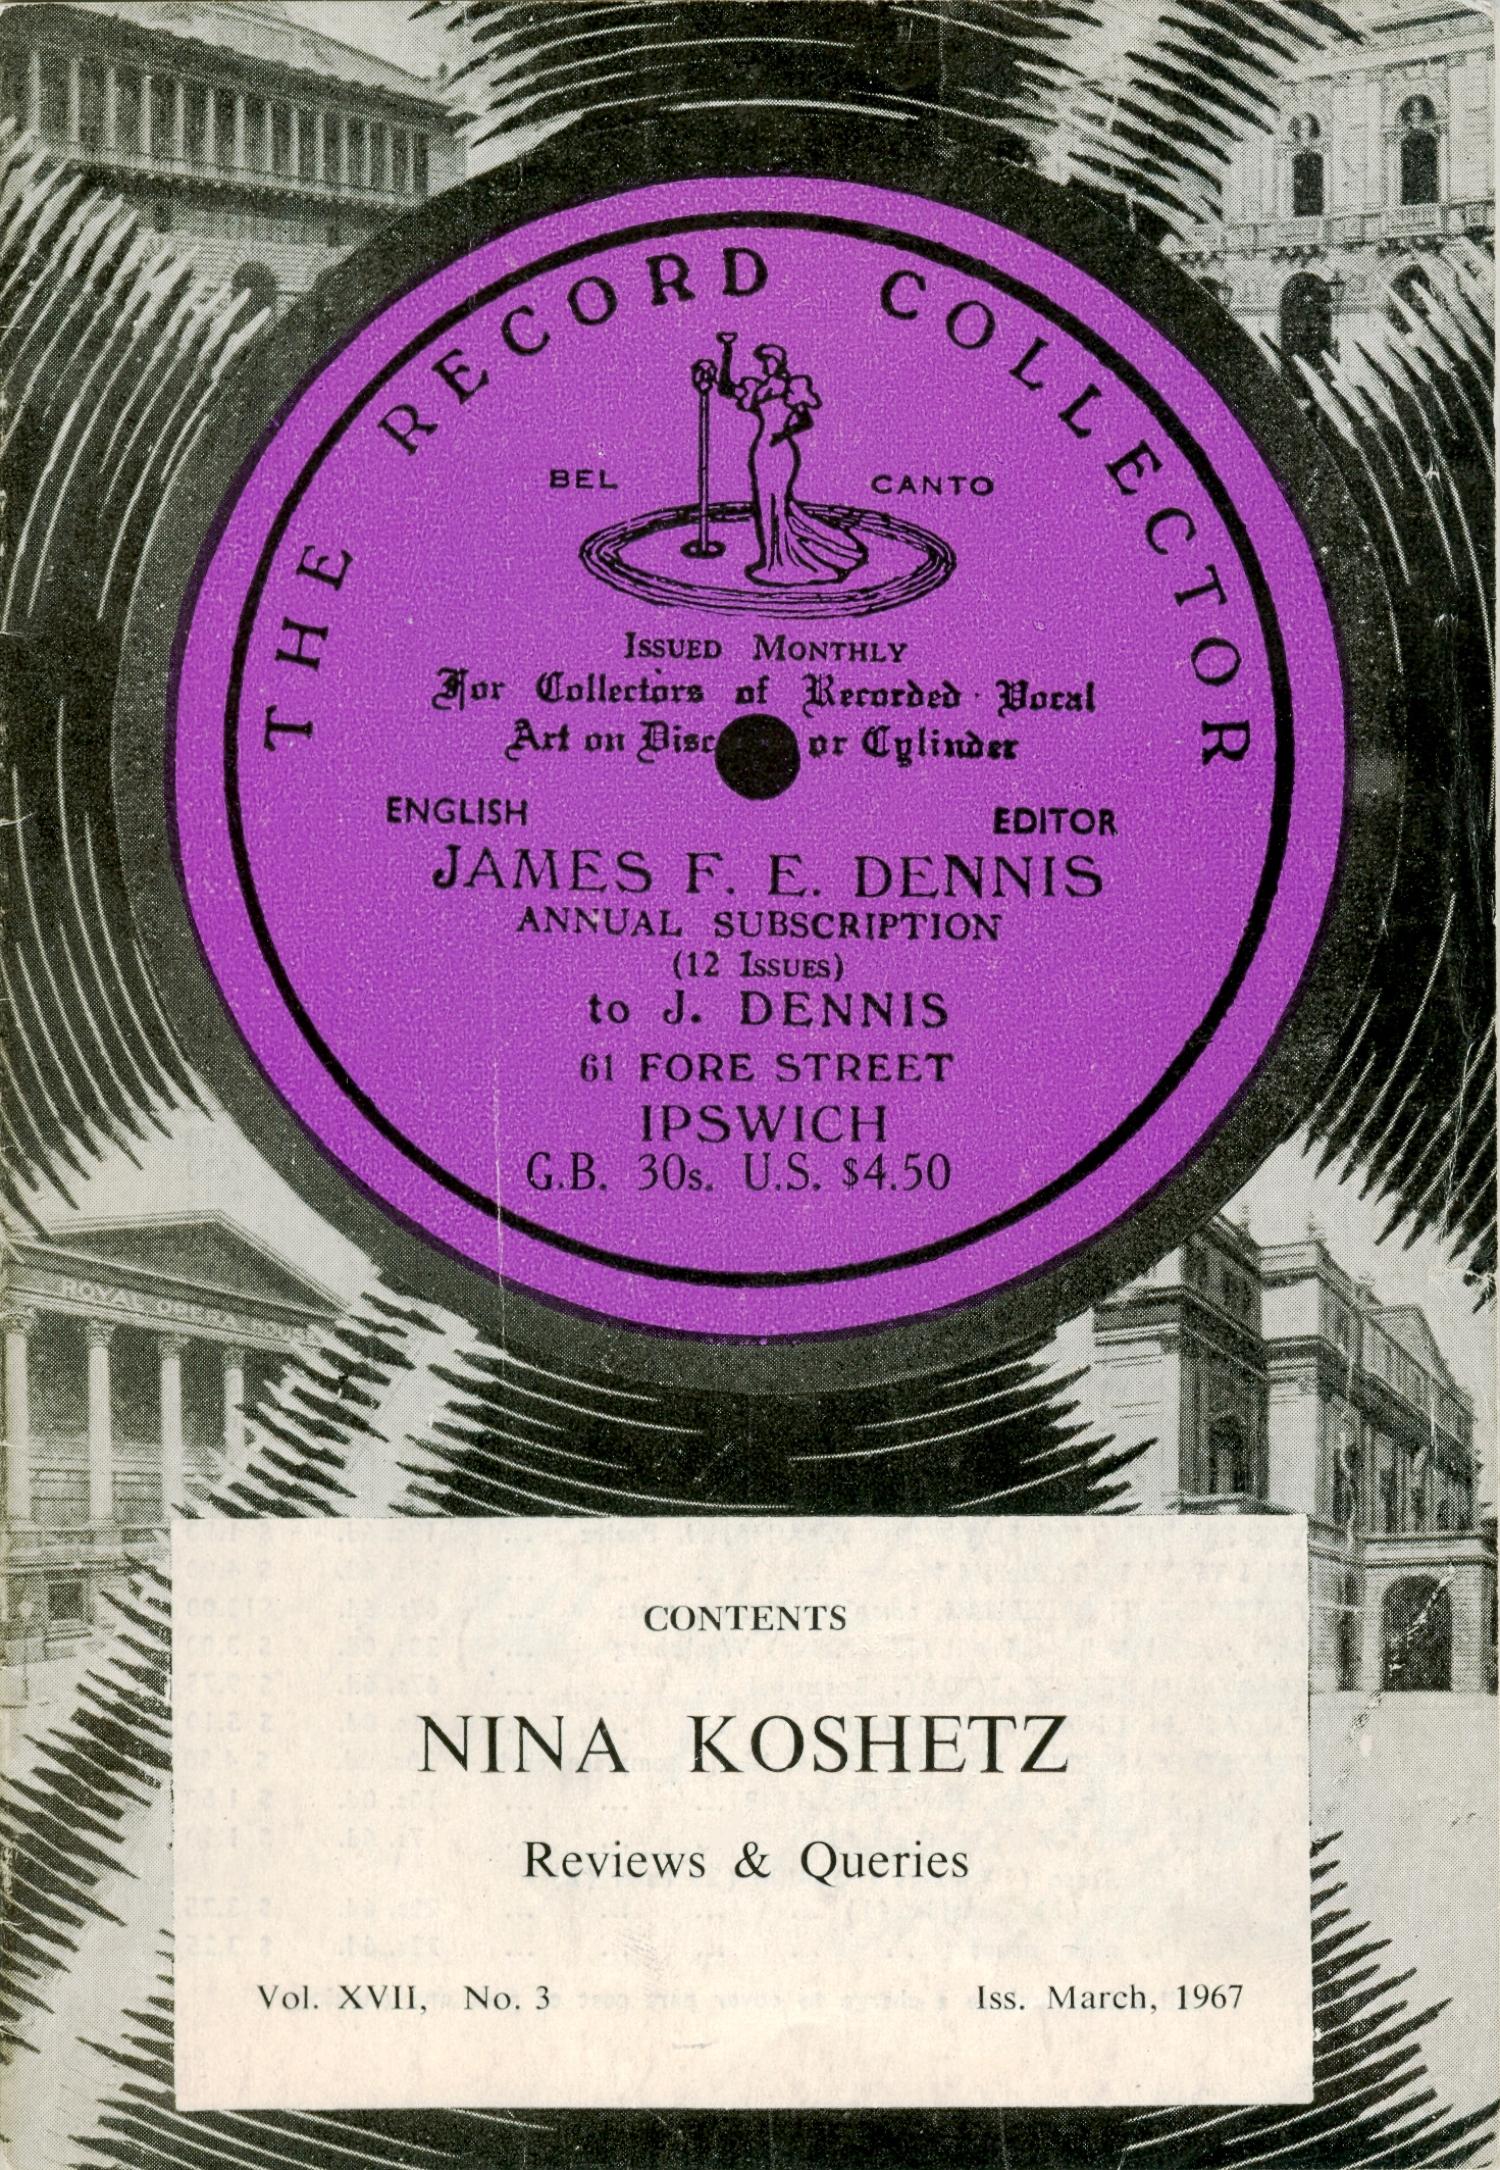 THE RECORD COLLECTOR
BEL CANTO
ISSUED MONTHLY
For Collectors of Recorded Vocal
Art on Disc or Cylinder
ENGLISH EDITOR
JAMES F. E. DENNIS
ANNUAL SUBSCRIPTION
(12 ISSUES)
to J. DENNIS
61 FORE STREET
IPSWICH
G.B. 30s. U.S. $4.50
ROYAL OPERA HOUSE
CONTENTS
NINA KOSHETZ
Reviews & Queries
Vol. XVII, No. 3 Iss. March, 1967